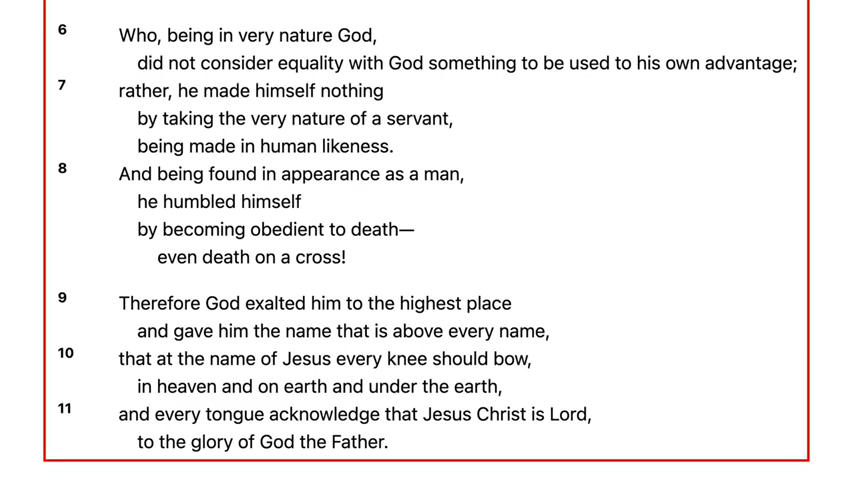 6 Who, being in very nature God,
did not consider equality with God something to be used to his own advantage;
7 rather, he made himself nothing
by taking the very nature of a servant,
being made in human likeness.
8 And being found in appearance as a man,
he humbled himself
by becoming obedient to death—
even death on a cross!
9 Therefore God exalted him to the highest place
and gave him the name that is above every name,
10 that at the name of Jesus every knee should bow,
in heaven and on earth and under the earth,
11 and every tongue acknowledge that Jesus Christ is Lord,
to the glory of God the Father.